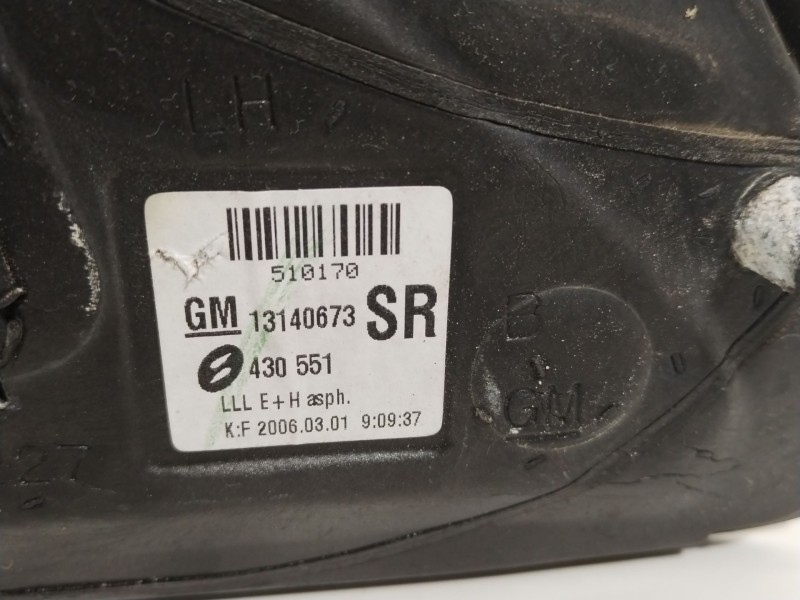 LH
510170
GM 13140673 SR
430 551
LLL E+H asph.
K:F 2006.03.01 9:09:37
B
GM
27